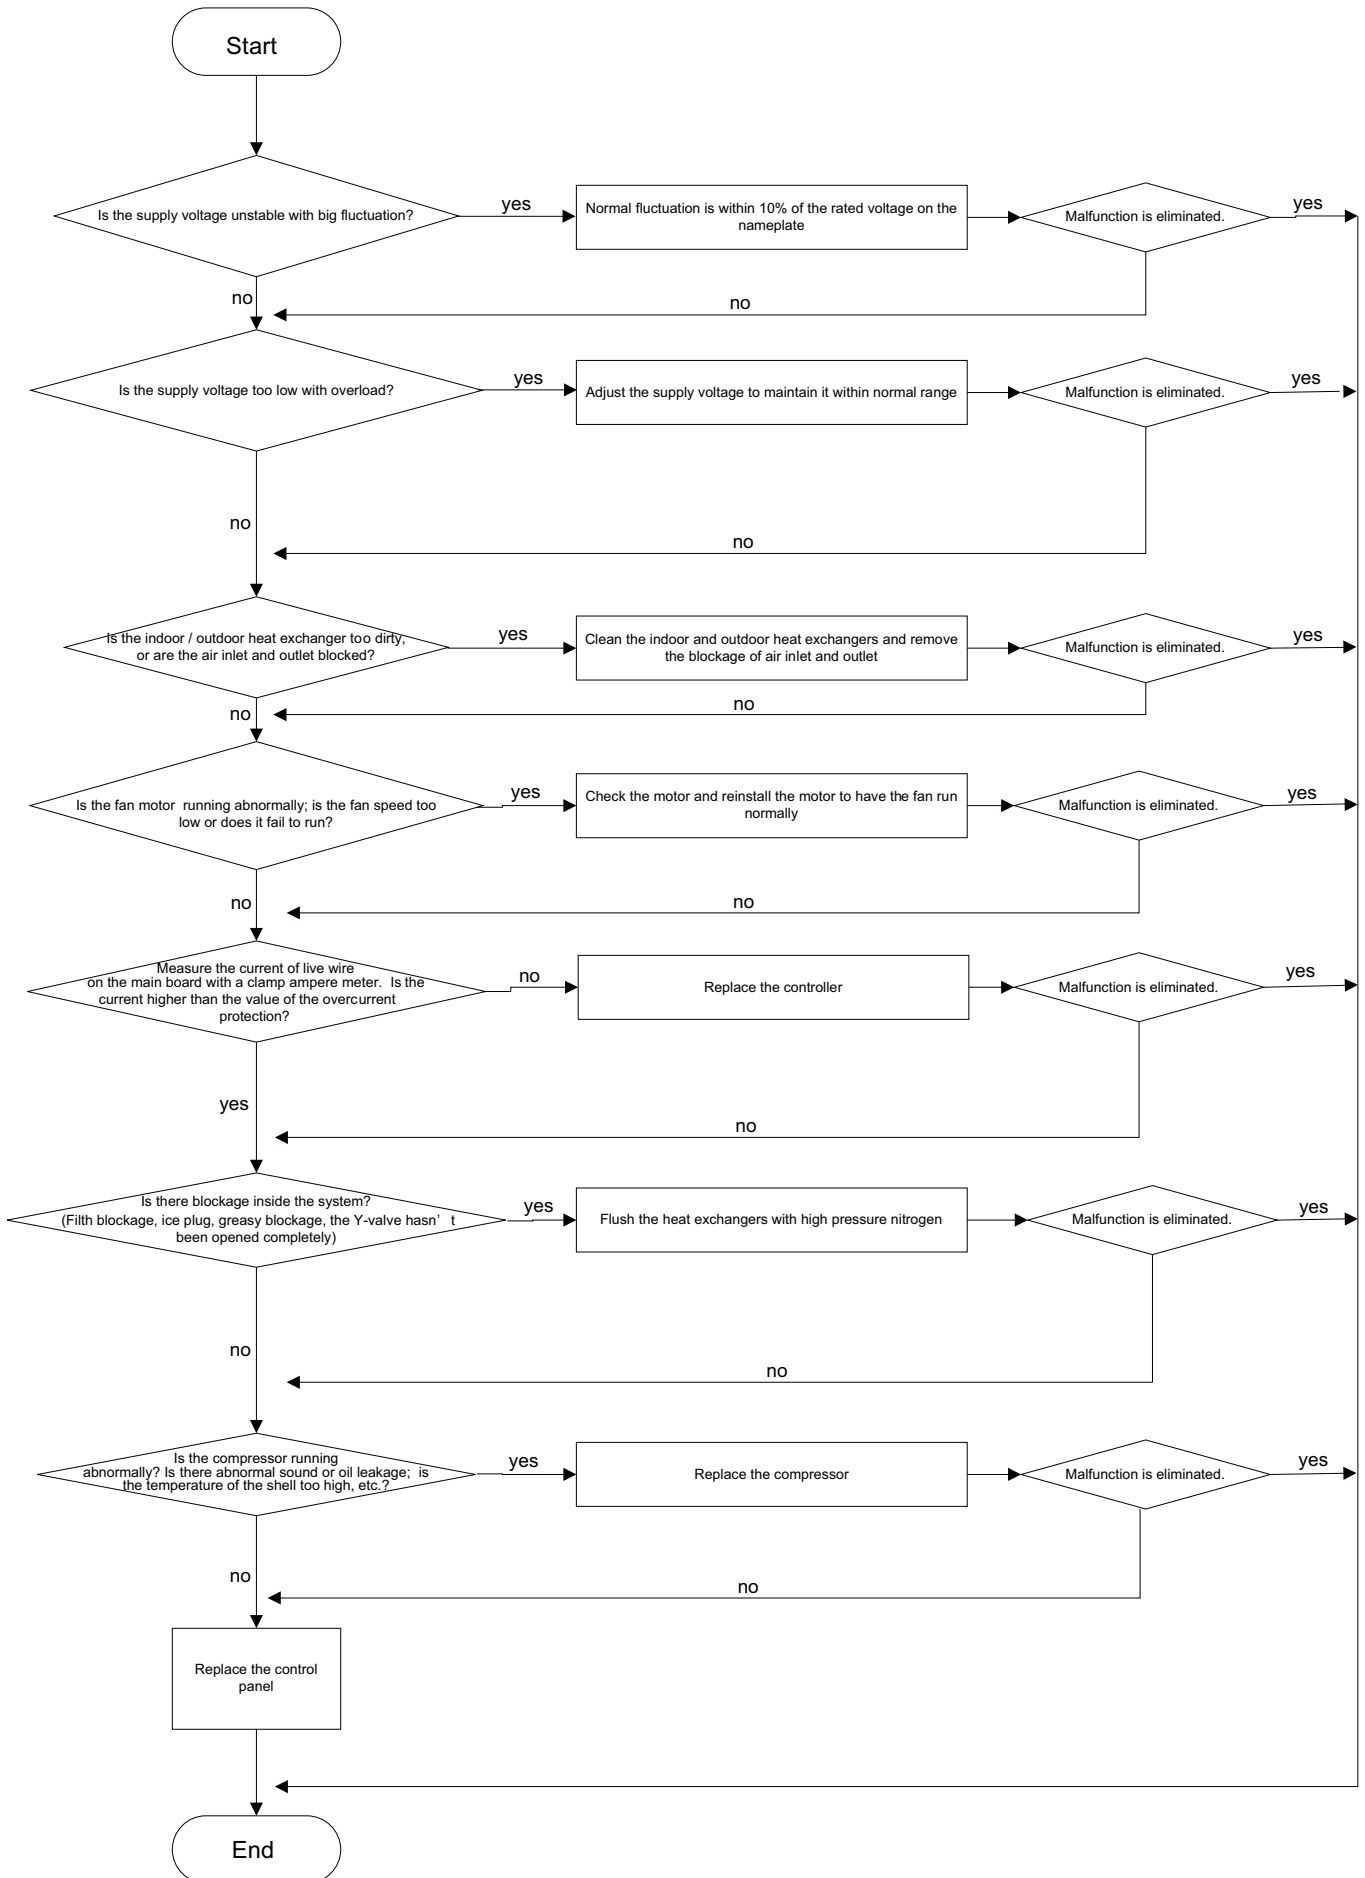 Start
Is the supply voltage unstable with big fluctuation?
yes
Normal fluctuation is within 10% of the rated voltage on the
nameplate
Malfunction is eliminated.
yes
no
no
Is the supply voltage too low with overload?
yes
Adjust the supply voltage to maintain it within normal range
Malfunction is eliminated.
yes
no
no
Is the indoor / outdoor heat exchanger too dirty,
or are the air inlet and outlet blocked?
yes
Clean the indoor and outdoor heat exchangers and remove
the blockage of air inlet and outlet
Malfunction is eliminated.
yes
no
no
Is the fan motor running abnormally; is the fan speed too
low or does it fail to run?
yes
Check the motor and reinstall the motor to have the fan run
normally
Malfunction is eliminated.
yes
no
no
Measure the current of live wire
on the main board with a clamp ampere meter. Is the
current higher than the value of the overcurrent
protection?
no
Replace the controller
Malfunction is eliminated.
yes
yes
no
Is there blockage inside the system?
(Filth blockage, ice plug, greasy blockage, the Y-valve hasn' t
been opened completely)
yes
Flush the heat exchangers with high pressure nitrogen
Malfunction is eliminated.
yes
no
no
Is the compressor running
abnormally? Is there abnormal sound or oil leakage; is
the temperature of the shell too high, etc.?
yes
Replace the compressor
Malfunction is eliminated.
yes
no
no
Replace the control
panel
End